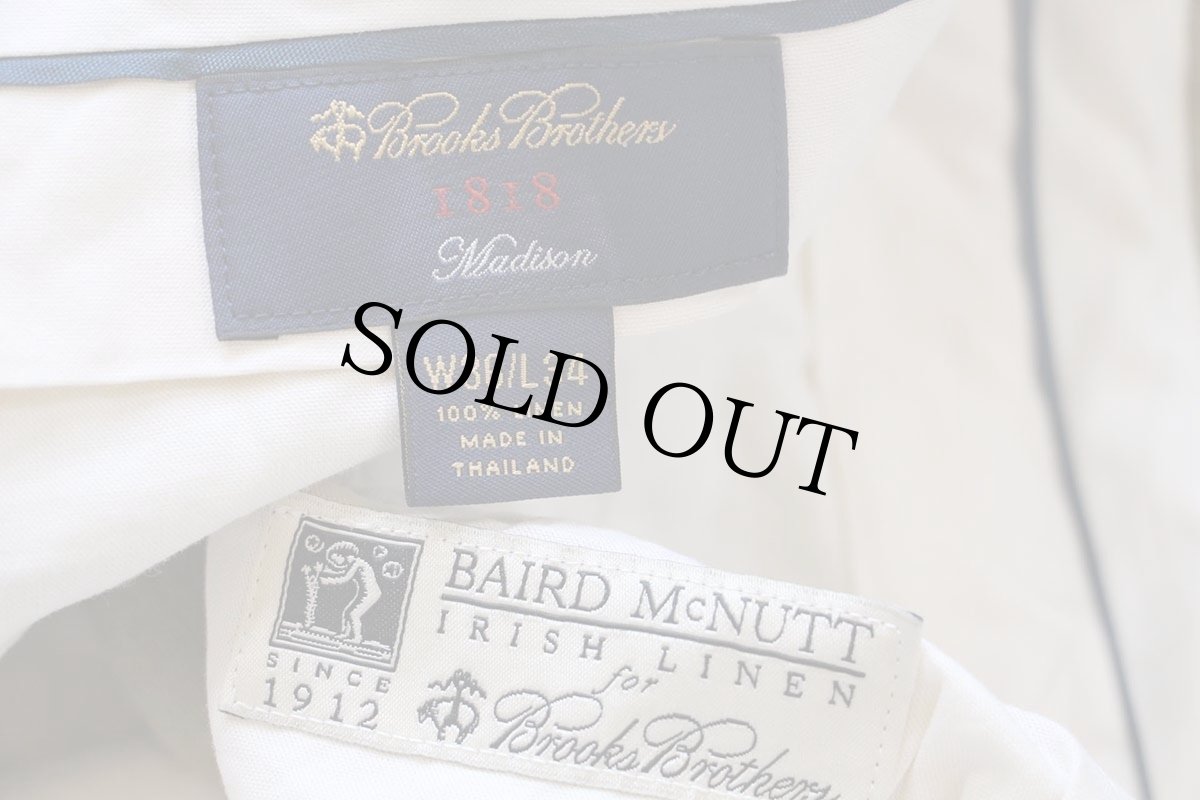 Brooks Brothers
1818
Madison
/L34
100% LINEN
MADE IN
THAILAND
SOLD OUT
BAIRD McNUTT
IRISH LINEN
for
Brooks Brothers
SINCE
1912